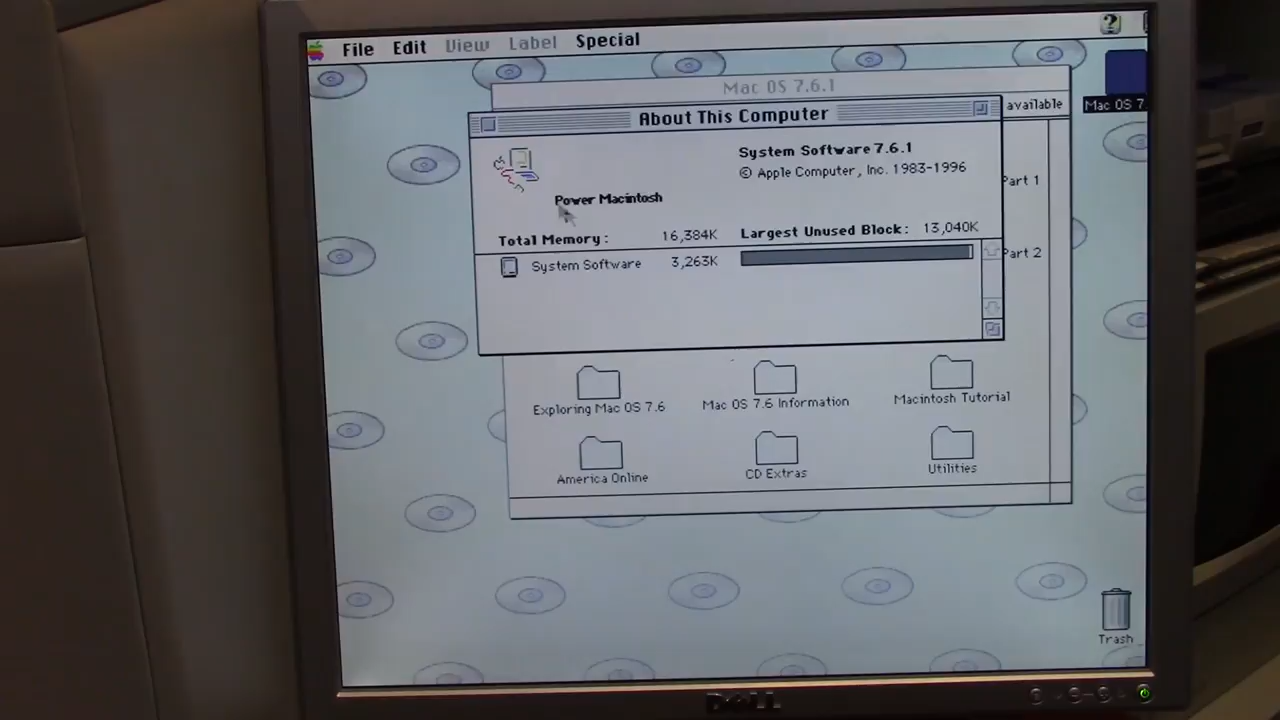 File Edit View Label Special
Mac OS 7.6.1
available
Mac OS 7.
About This Computer
System Software 7.6.1
© Apple Computer, Inc. 1983-1996
Power Macintosh
Part 1
Total Memory: 16,384K Largest Unused Block: 13,040K
System Software 3,263K
Part 2
Exploring Mac OS 7.6
Mac OS 7.6 Information
Macintosh Tutorial
America Online
CD Extras
Utilities
Trash
DELL